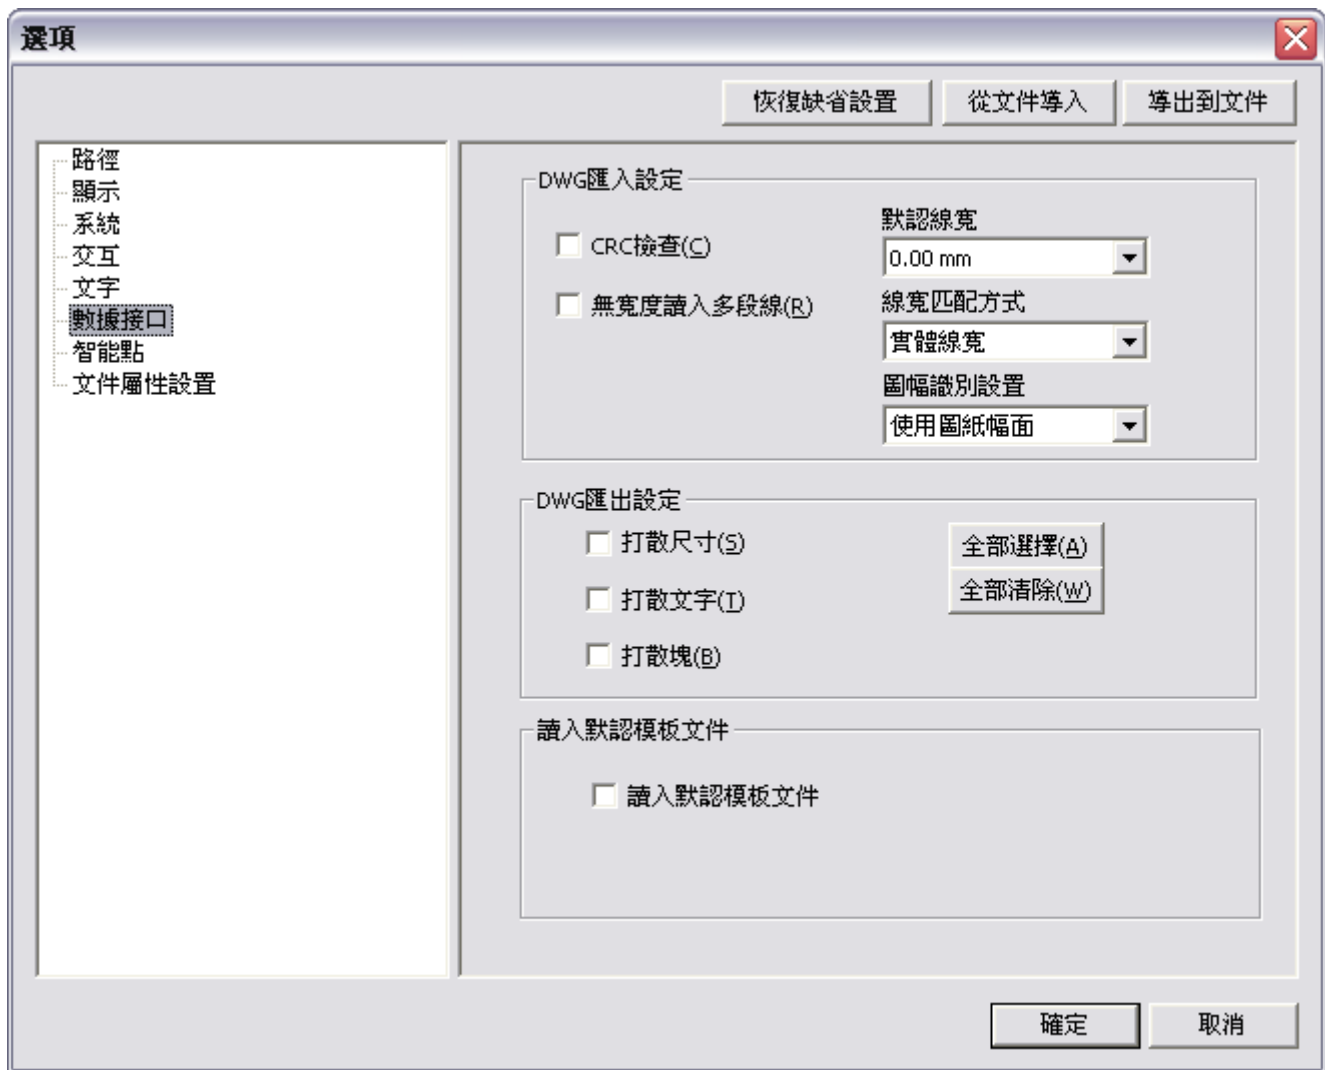 選項
恢復缺省設置 從文件導入 導出到文件
路徑
顯示
系統
交互
文字
數據接口
智能點
文件屬性設置
DWG匯入設定
CRC檢查(C)
無寬度讀入多段線(R)
默認線寬
0.00 mm
線寬匹配方式
實體線寬
圖幅識別設置
使用圖紙幅面
DWG匯出設定
打散尺寸(S)
打散文字(T)
打散塊(B)
全部選擇(A)
全部清除(W)
讀入默認模板文件
讀入默認模板文件
確定 取消